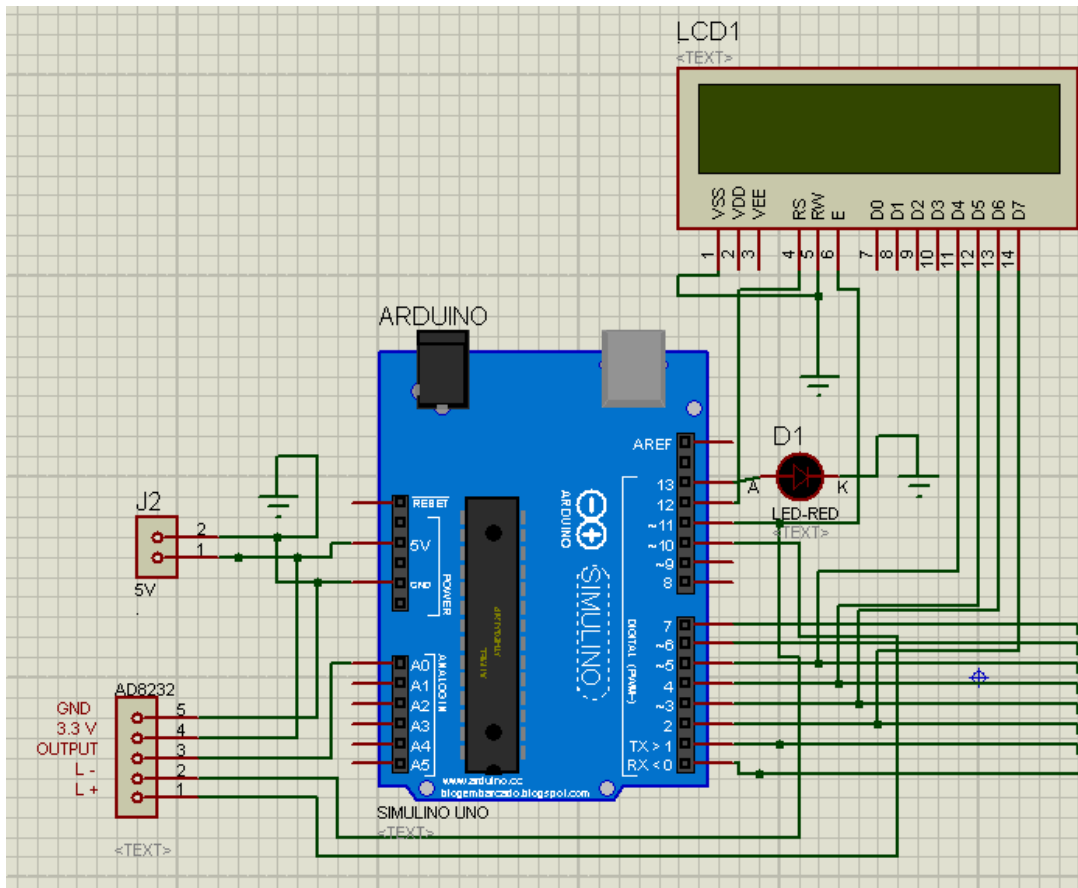 LCD1
<TEXT>
VSS
VDD
VEE
RS
RW
E
D0
D1
D2
D3
D4
D5
D6
D7
1
2
3
4
5
6
7
8
9
10
11
12
13
14
ARDUINO
AREF
13
12
~11
~10
~9
8
7
~6
~5
4
~3
2
TX > 1
RX < 0
DIGITAL (PWM~)
ARDUINO
SIMULINO
D1
A
K
LED-RED
<TEXT>
J2
2
1
5V
RESET
5V
GND
POWER
A0
A1
A2
A3
A4
A5
ANALOG IN
ATMEL
www.arduino.cc
blogembarcado.blogspot.com
SIMULINO UNO
<TEXT>
AD8232
GND
3.3 V
OUTPUT
L -
L +
5
4
3
2
1
<TEXT>